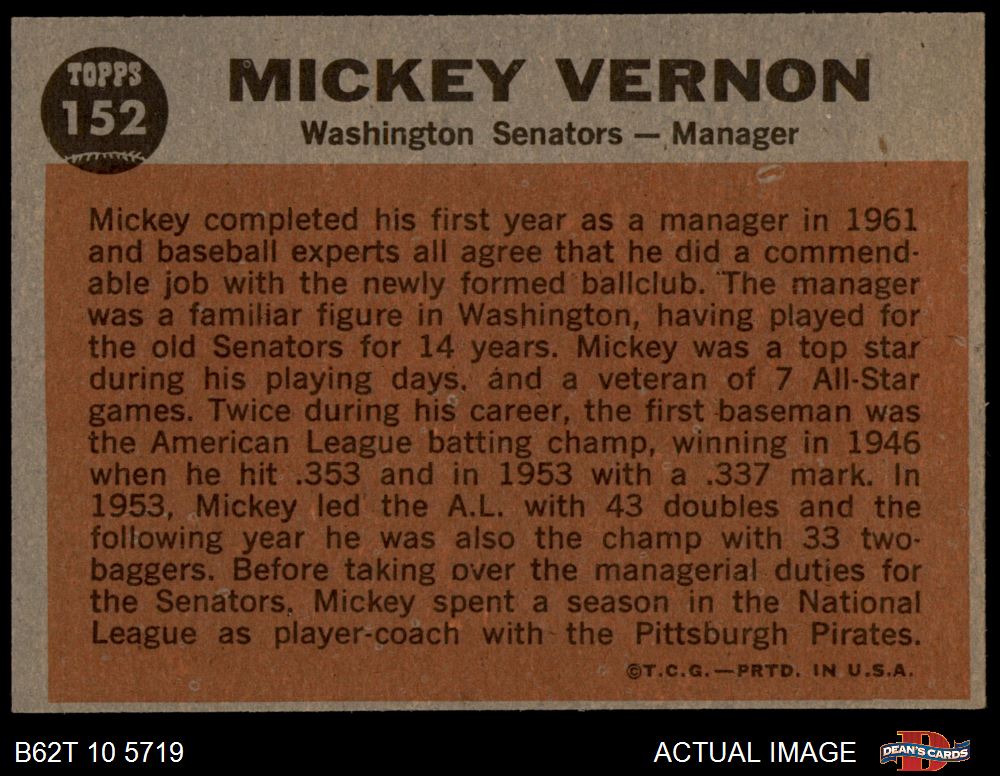 TOPPS
152
MICKEY VERNON
Washington Senators — Manager
Mickey completed his first year as a manager in 1961
and baseball experts all agree that he did a commend-
able job with the newly formed ballclub. The manager
was a familiar figure in Washington, having played for
the old Senators for 14 years. Mickey was a top star
during his playing days, and a veteran of 7 All-Star
games. Twice during his career, the first baseman was
the American League batting champ, winning in 1946
when he hit .353 and in 1953 with a .337 mark. In
1953, Mickey led the A.L. with 43 doubles and the
following year he was also the champ with 33 two-
baggers. Before taking over the managerial duties for
the Senators, Mickey spent a season in the National
League as player-coach with the Pittsburgh Pirates.
©T.C.G.—PRTD. IN U.S.A.
B62T 10 5719
ACTUAL IMAGE
D
DEAN'S CARDS